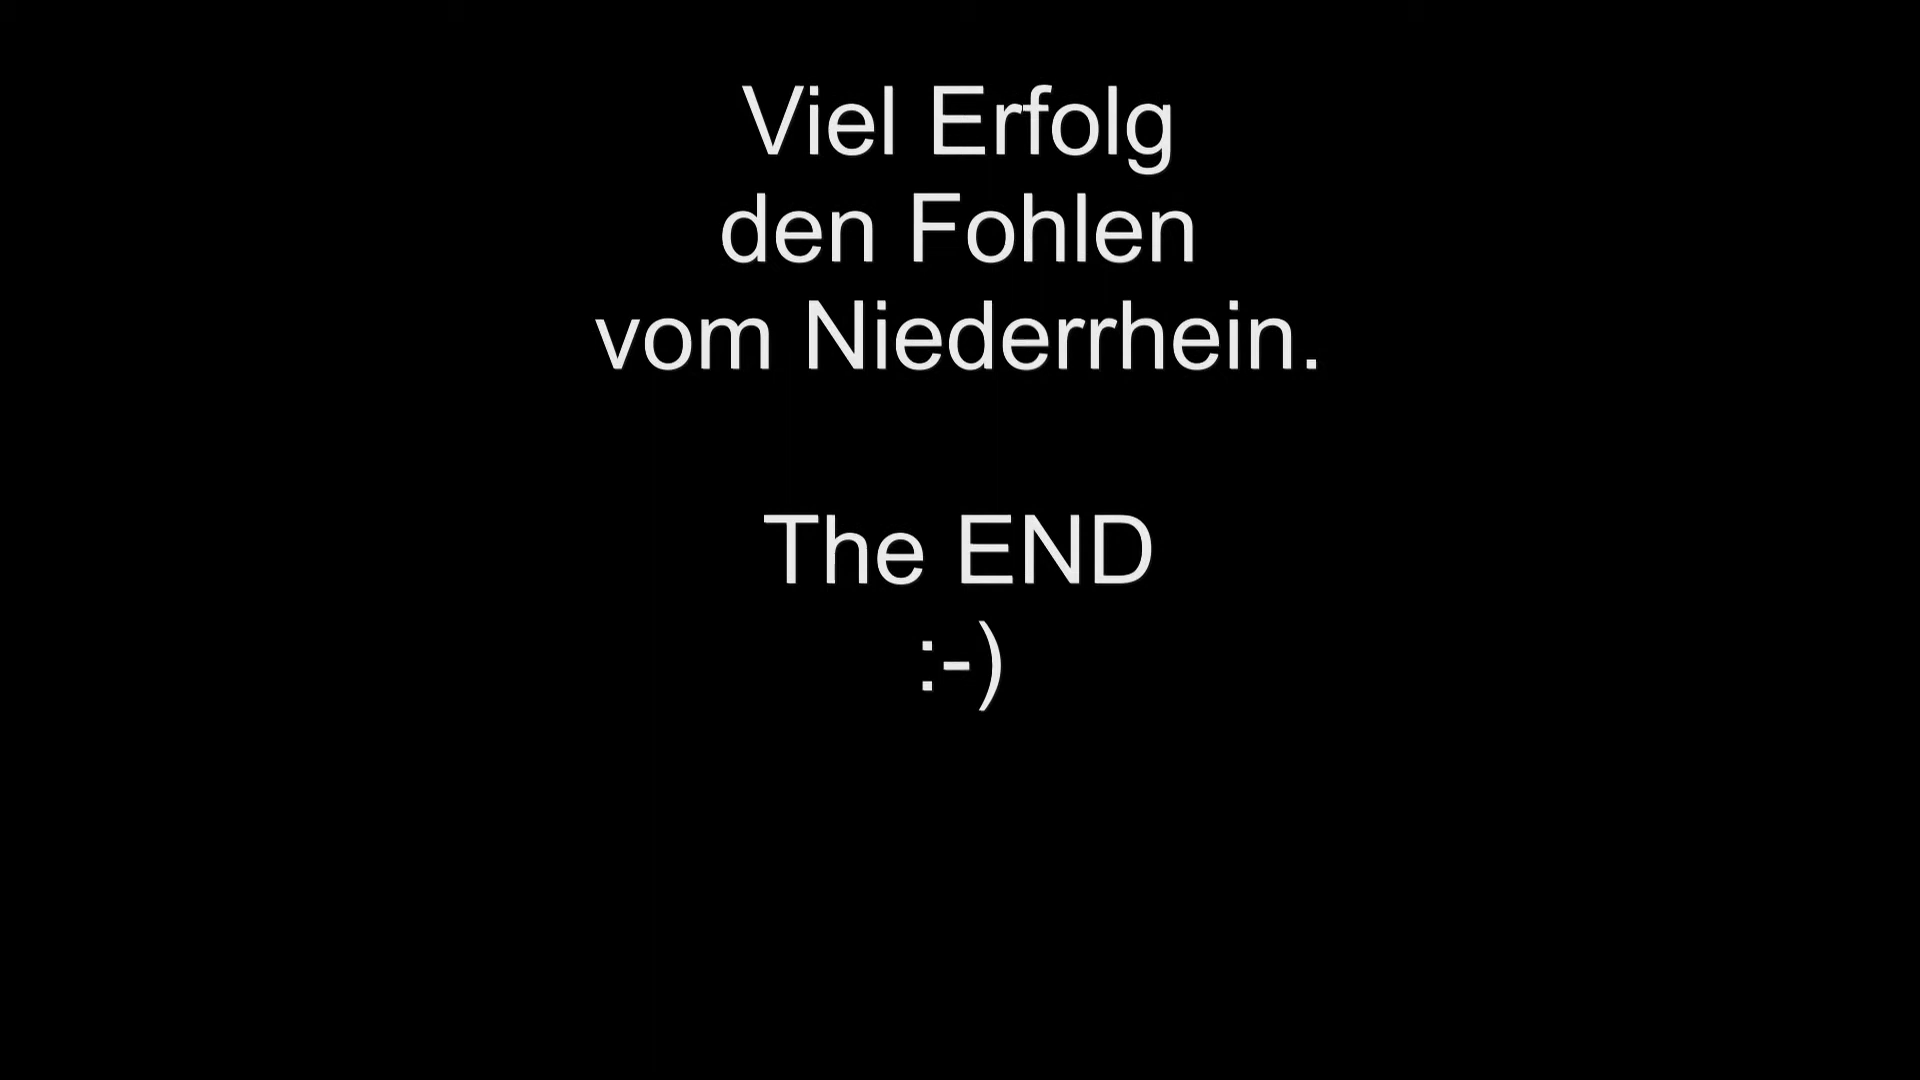 Viel Erfolg
den Fohlen
vom Niederrhein.
The END
:-)